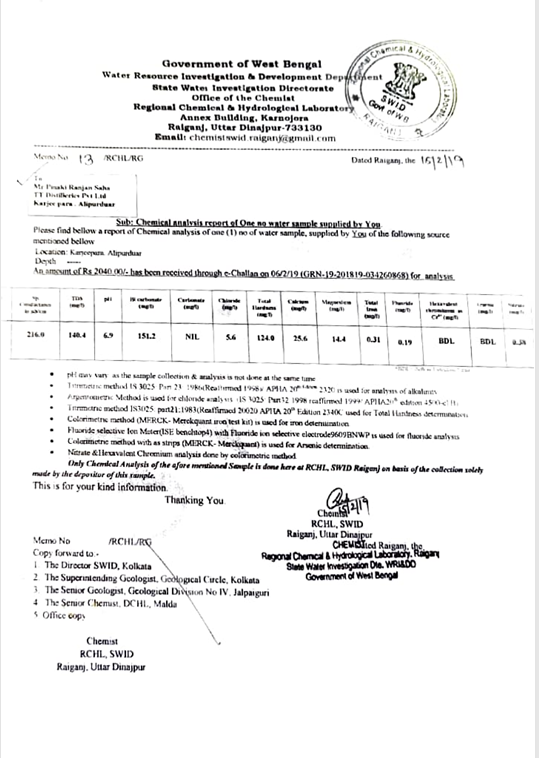 Government of West Bengal
Water Resource Investigation & Development Department
State Water Investigation Directorate
Office of the Chemist
Regional Chemical & Hydrological Laboratory
Annex Building, Karnojora
Raiganj, Uttar Dinajpur-733130
Email: chemistswid.raiganj@gmail.com
SWID
Govt of WB
RAIGANJ
Memo No 13 /RCHL/RG
Dated Raiganj, the 15/2/19
To
Mr Pinaki Ranjan Saha
TT Distilleries Pvt Ltd
Karjee para . Alipurduar
Sub: Chemical analysis report of One no water sample supplied by You
Please find bellow a report of Chemical analysis of one (1) no of water sample, supplied by You of the following source
mentioned bellow
Location: Karjeepara. Alipurduar
Depth -----
An amount of Rs 2040.00/- has been received through e-Challan on 06/2/19 (GRN-19-201819-034260868) for analysis
Sp. Conductance TDS (mg/l) pH Bi carbonate (mg/l) Carbonate (mg/l) Chloride (mg/l) Total Hardness (mg/l) Calcium (mg/l) Magnesium (mg/l) Total Iron (mg/l) Fluoride (mg/l) Hexavalent chromium as (mg/l) (mg/l) (mg/l)
216.0 140.4 6.9 151.2 NIL 5.6 124.0 25.6 14.4 0.31 0.19 BDL BDL 0.38
• pH may vary as the sample collection & analysis is not done at the same time
• Titrimetric method IS 3025 Part 23 1986(Reaffirmed 1998) APHA 20th 2320 is used for analysis of alkalinity
• Argentometric Method is used for chloride analysis IS 3025 Part32 1998 reaffirmed 1999 APHA20th edition 4500-
• Titrimetric method IS3025 part21:1983(Reaffirmed 2002) APHA 20th Edition 2340C used for Total Hardness determination
• Colorimetric method (MERCK- Merckquant iron test kit) is used for iron determination
• Fluoride selective Ion Meter(ISE benchtop4) with Fluoride ion selective electrode9609BNWP is used for fluoride analysis
• Colorimetric method with as strips (MERCK- Merckquant) is used for Arsenic determination.
• Nitrate &Hexavalent Chromium analysis done by colorimetric method
Only Chemical Analysis of the afore mentioned Sample is done here at RCHL, SWID Raiganj on basis of the collection solely
made by the depositor of this sample.
This is for your kind information.
Thanking You
15/2/19
Chemist
RCHL, SWID
Raiganj, Uttar Dinajpur
CHEMIST
Dated Raiganj, the
Regional Chemical & Hydrological Laboratory, Raiganj
State Water Investigation Dte. WRI&DD
Government of West Bengal
Memo No /RCHL/RG
Copy forward to:-
1 The Director SWID, Kolkata
2 The Superintending Geologist, Geological Circle, Kolkata
3. The Senior Geologist, Geological Division No IV, Jalpaiguri
4 The Senior Chemist, DCHL, Malda
5 Office copy
Chemist
RCHL, SWID
Raiganj, Uttar Dinajpur